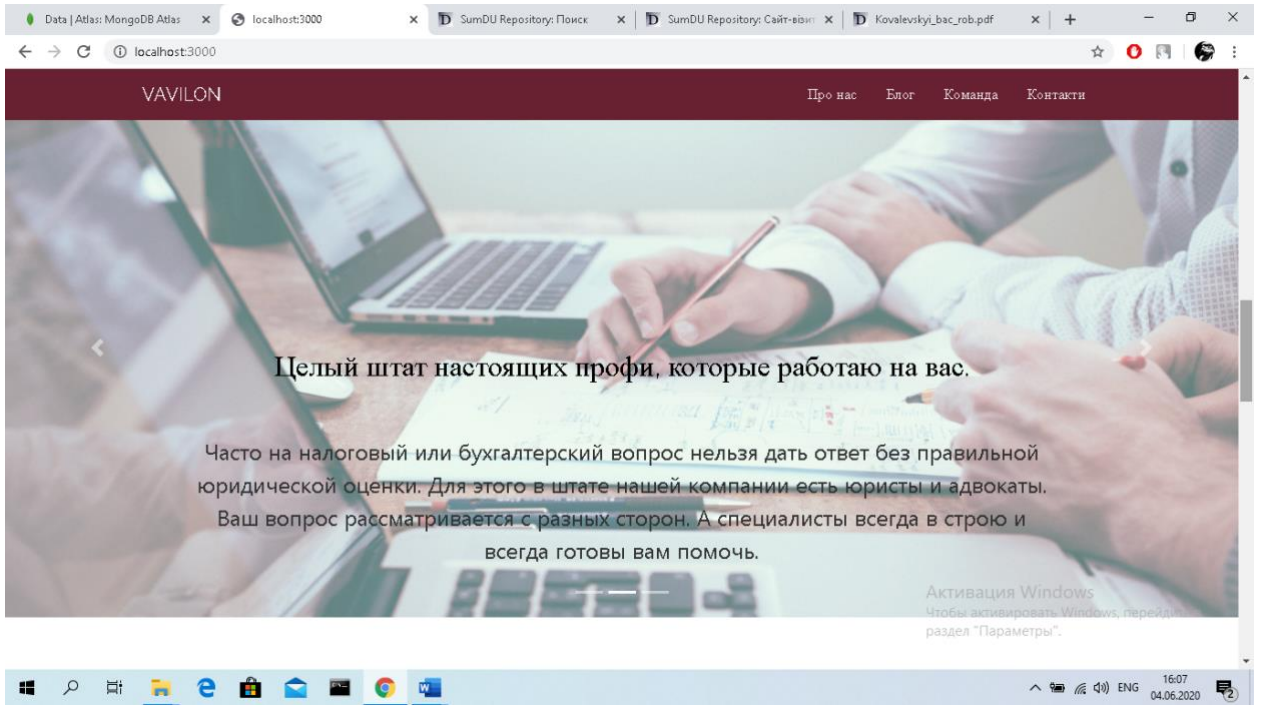 Data | Atlas: MongoDB Atlas
localhost:3000
SumDU Repository: Поиск
SumDU Repository: Сайт-візит
Kovalevskyi_bac_rob.pdf
localhost:3000
VAVILON
Про нас
Блог
Команда
Контакти
Целый штат настоящих профи, которые работаю на вас.
Часто на налоговый или бухгалтерский вопрос нельзя дать ответ без правильной
юридической оценки. Для этого в штате нашей компании есть юристы и адвокаты.
Ваш вопрос рассматривается с разных сторон. А специалисты всегда в строю и
всегда готовы вам помочь.
Активация Windows
Чтобы активировать Windows, перейдите
раздел "Параметры".
ENG
16:07
04.06.2020
2